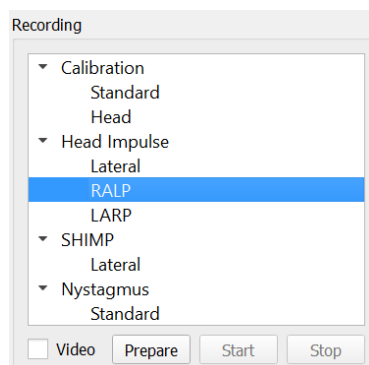 Recording
Calibration
Standard
Head
Head Impulse
Lateral
RALP
LARP
SHIMP
Lateral
Nystagmus
Standard
Video Prepare Start Stop